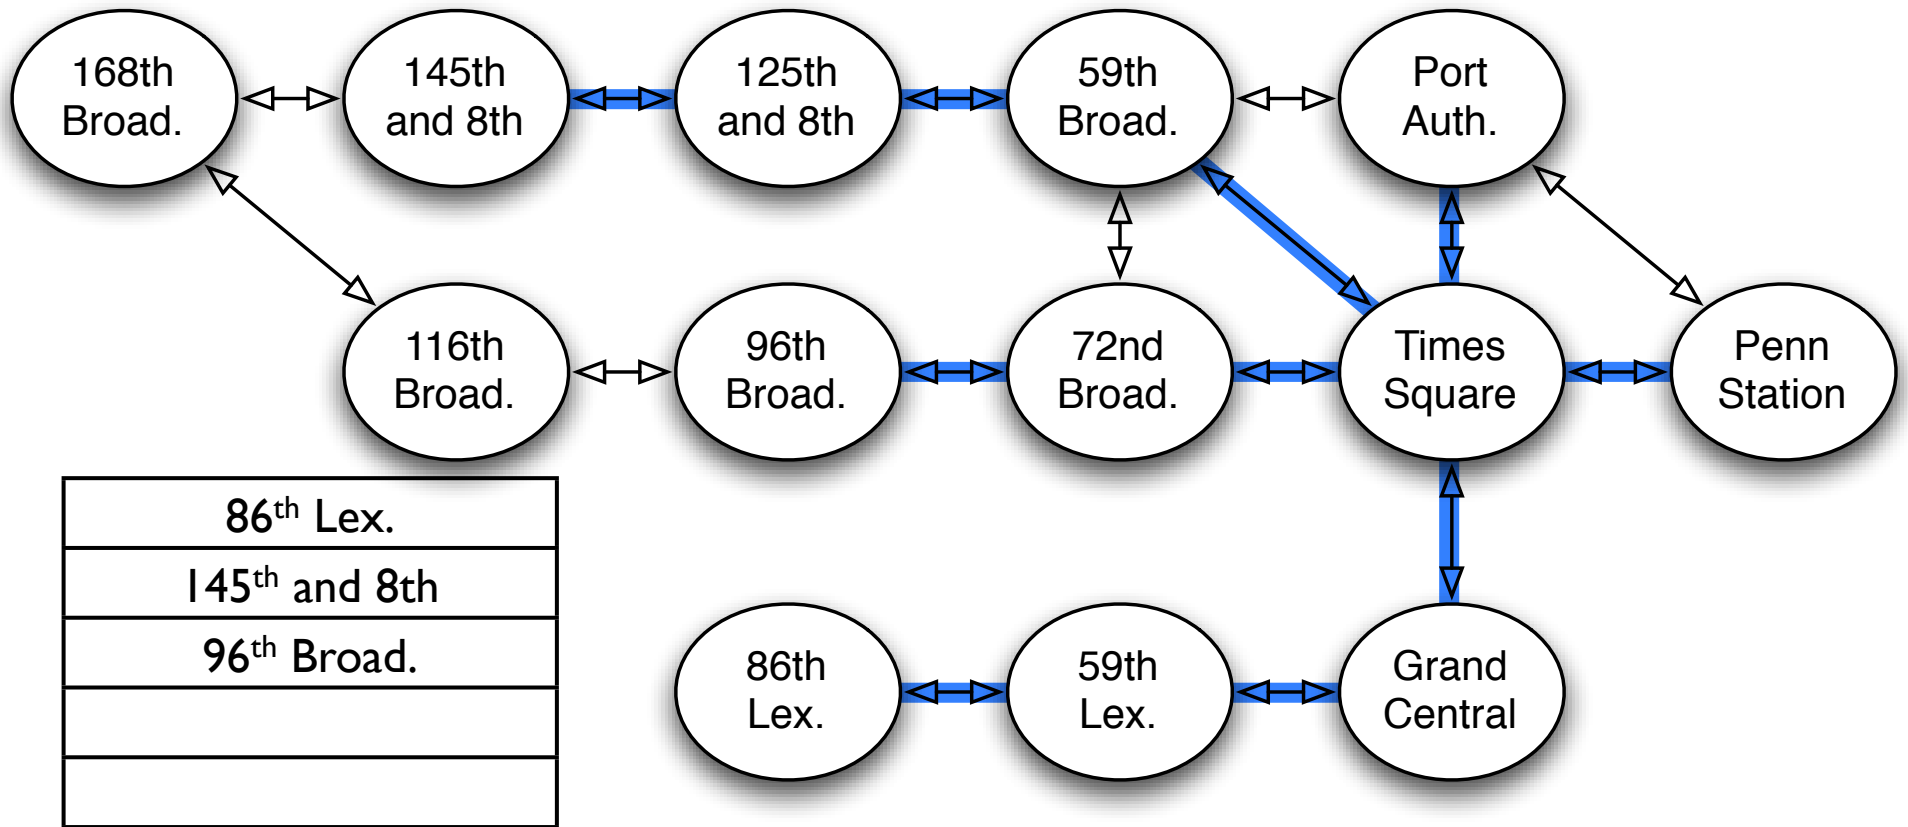 168th
Broad.
145th
and 8th
125th
and 8th
59th
Broad.
Port
Auth.
116th
Broad.
96th
Broad.
72nd
Broad.
Times
Square
Penn
Station
86th Lex.
145th and 8th
96th Broad.
86th
Lex.
59th
Lex.
Grand
Central